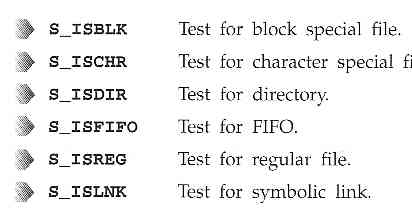 S_ISBLK Test for block special file.
S_ISCHR Test for character special fi
S_ISDIR Test for directory.
S_ISFIFO Test for FIFO.
S_ISREG Test for regular file.
S_ISLNK Test for symbolic link.